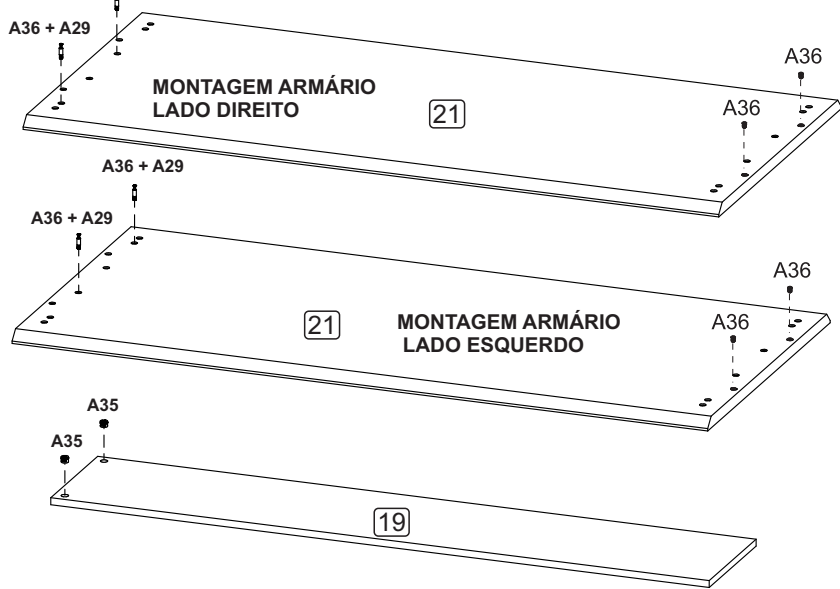 A36 + A29
MONTAGEM ARMÁRIO
LADO DIREITO
21
A36
A36
A36 + A29
A36 + A29
21
MONTAGEM ARMÁRIO
LADO ESQUERDO
A36
A36
A35
A35
19